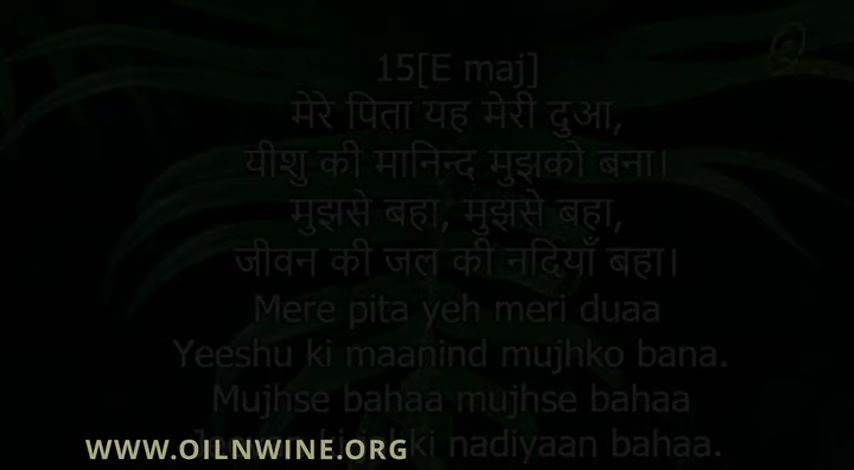 15[E maj]
मेरे पिता यह मेरी दुआ,
यीशु की मानिन्द मुझको बना।
मुझसे बहा, मुझसे बहा,
जीवन की जल की नदियाँ बहा।
Mere pita yeh meri duaa
Yeeshu ki maanind mujhko bana.
Mujhse bahaa mujhse bahaa
ki nadiyaan bahaa.
WWW.OILNWINE.ORG